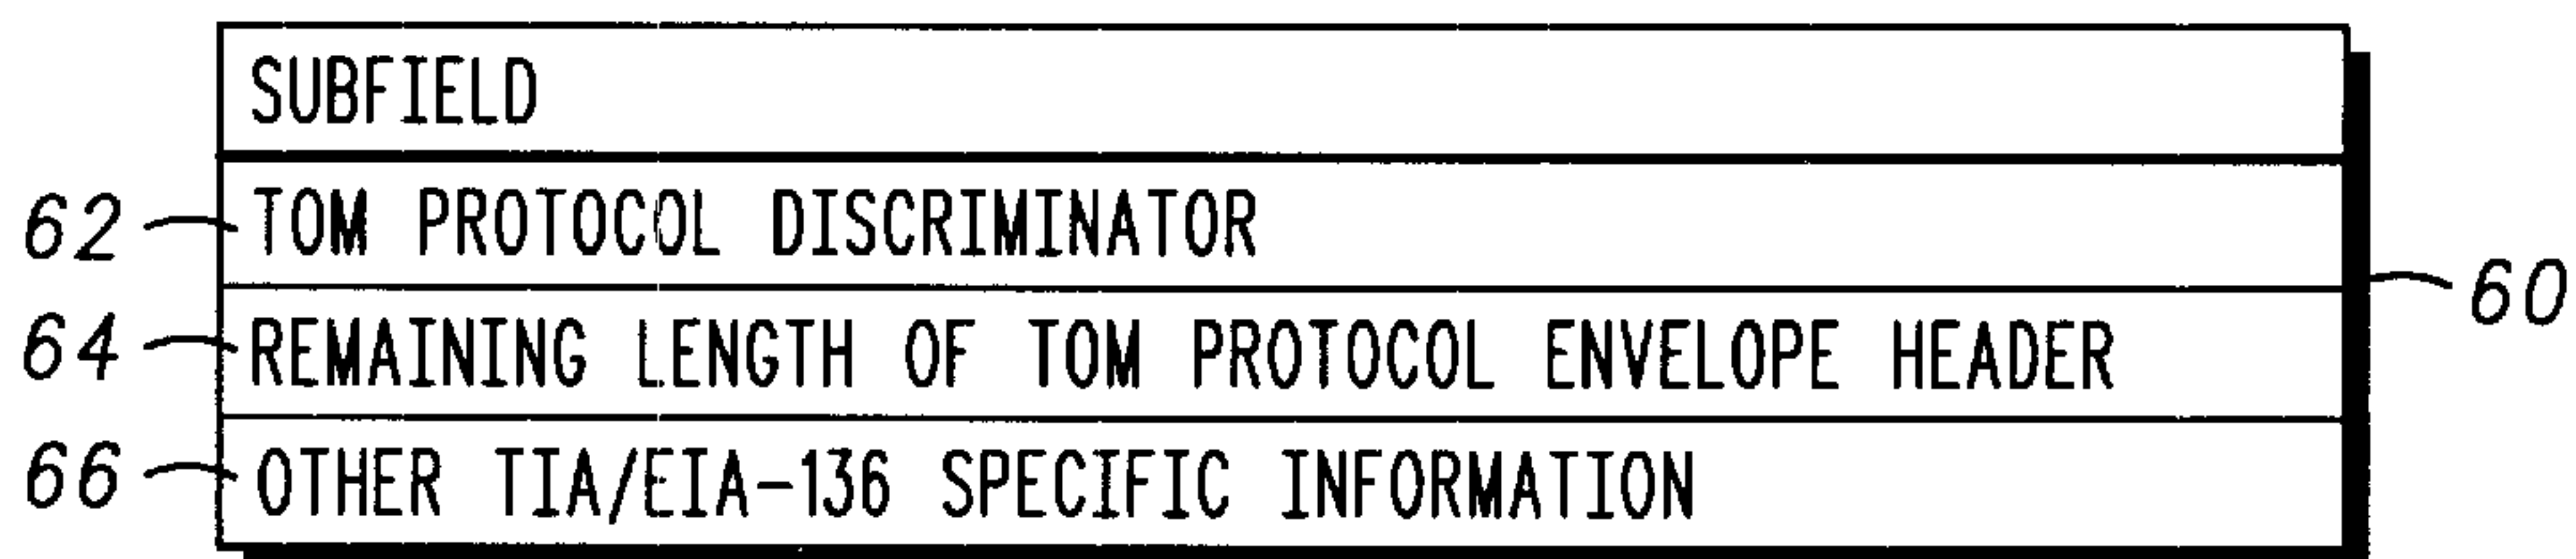 SUBFIELD
62 TOM PROTOCOL DISCRIMINATOR
60
64 REMAINING LENGTH OF TOM PROTOCOL ENVELOPE HEADER
66 OTHER TIA/EIA-136 SPECIFIC INFORMATION